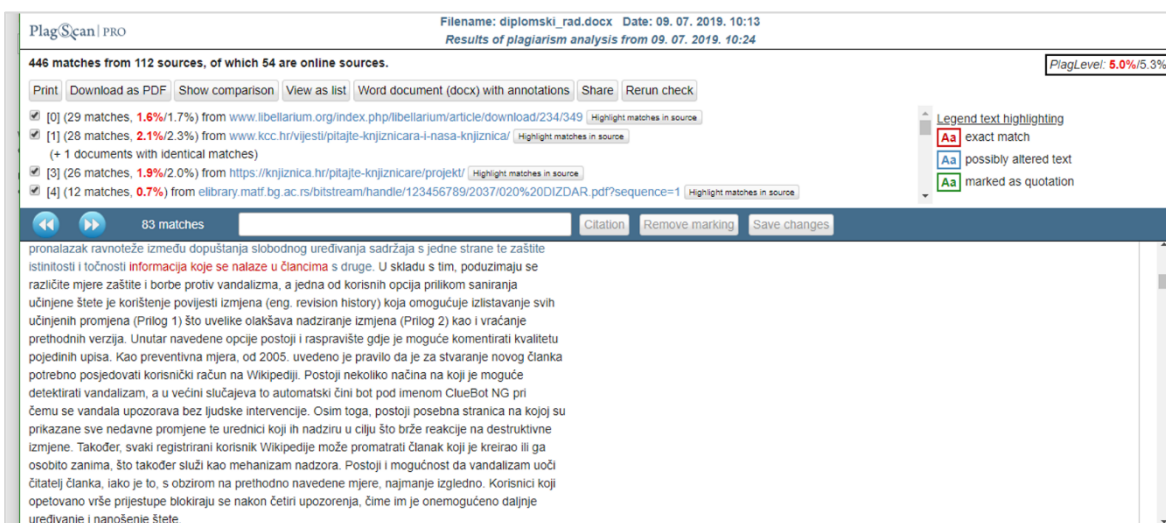 PlagScan | PRO
Filename: diplomski_rad.docx Date: 09. 07. 2019. 10:13
Results of plagiarism analysis from 09. 07. 2019. 10:24
446 matches from 112 sources, of which 54 are online sources.
PlagLevel: 5.0%/5.3%
Print Download as PDF Show comparison View as list Word document (docx) with annotations Share Rerun check
[0] (29 matches, 1.6%/1.7%) from www.libellarium.org/index.php/libellarium/article/download/234/349 Highlight matches in source
[1] (28 matches, 2.1%/2.3%) from www.kcc.hr/vijesti/pitajte-knjiznicara-i-nasa-knjiznica/ Highlight matches in source
(+ 1 documents with identical matches)
[3] (26 matches, 1.9%/2.0%) from https://knjiznica.hr/pitajte-knjiznicare/projekt/ Highlight matches in source
[4] (12 matches, 0.7%) from elibrary.matf.bg.ac.rs/bitstream/handle/123456789/2037/020%20DIZDAR.pdf?sequence=1 Highlight matches in source
Legend text highlighting
Aa exact match
Aa possibly altered text
Aa marked as quotation
83 matches Citation Remove marking Save changes
pronalazak ravnoteže između dopuštanja slobodnog uređivanja sadržaja s jedne strane te zaštite
istinitosti i točnosti informacija koje se nalaze u člancima s druge. U skladu s tim, poduzimaju se
različite mjere zaštite i borbe protiv vandalizma, a jedna od korisnih opcija prilikom saniranja
učinjene štete je korištenje povijesti izmjena (eng. revision history) koja omogućuje izlistavanje svih
učinjenih promjena (Prilog 1) što uvelike olakšava nadziranje izmjena (Prilog 2) kao i vraćanje
prethodnih verzija. Unutar navedene opcije postoji i raspravište gdje je moguće komentirati kvalitetu
pojedinih upisa. Kao preventivna mjera, od 2005. uvedeno je pravilo da je za stvaranje novog članka
potrebno posjedovati korisnički račun na Wikipediji. Postoji nekoliko načina na koji je moguće
detektirati vandalizam, a u većini slučajeva to automatski čini bot pod imenom ClueBot NG pri
čemu se vandala upozorava bez ljudske intervencije. Osim toga, postoji posebna stranica na kojoj su
prikazane sve nedavne promjene te urednici koji ih nadziru u cilju što brže reakcije na destruktivne
izmjene. Također, svaki registrirani korisnik Wikipedije može promatrati članak koji je kreirao ili ga
osobito zanima, što također služi kao mehanizam nadzora. Postoji i mogućnost da vandalizam uoči
čitatelj članka, iako je to, s obzirom na prethodno navedene mjere, najmanje izgledno. Korisnici koji
opetovano vrše prijestupe blokiraju se nakon četiri upozorenja, čime im je onemogućeno daljnje
uređivanje i nanošenje štete.